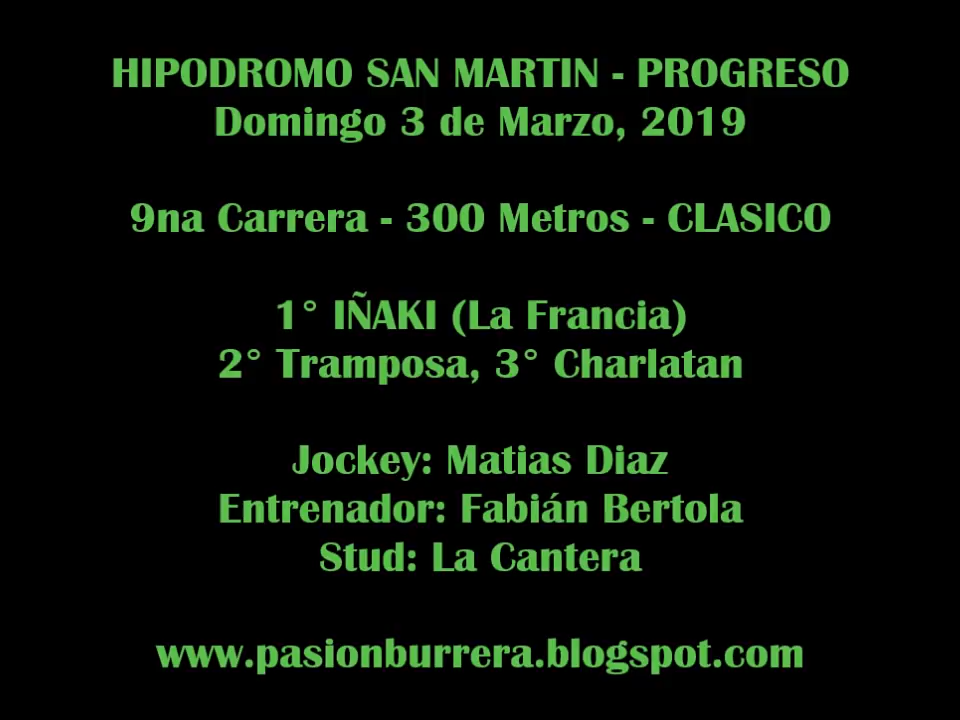 HIPODROMO SAN MARTIN - PROGRESO
Domingo 3 de Marzo, 2019
9na Carrera - 300 Metros - CLASICO
1° IÑAKI (La Francia)
2° Tramposa, 3° Charlatan
Jockey: Matias Diaz
Entrenador: Fabián Bertola
Stud: La Cantera
www.pasionburrera.blogspot.com